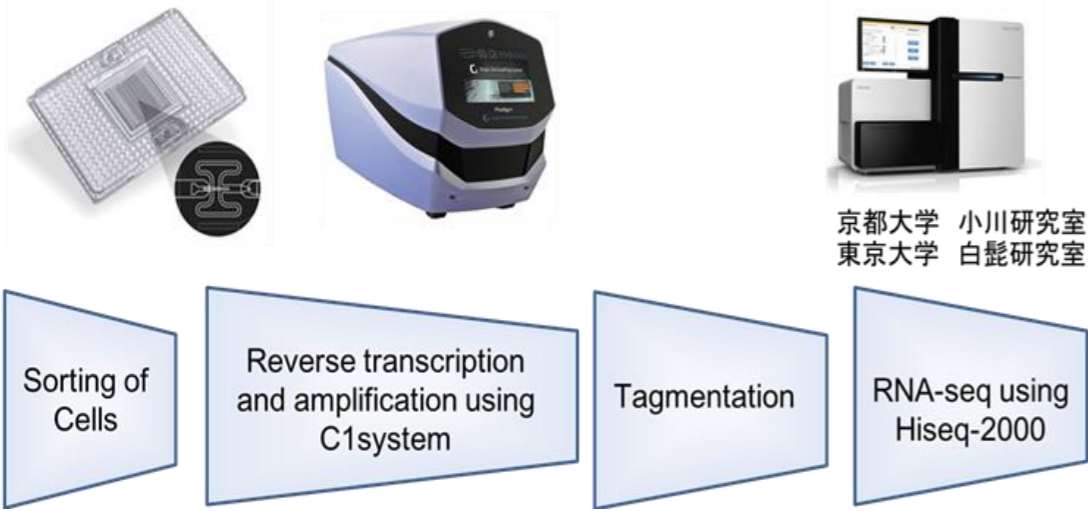 京都大学 小川研究室
東京大学 白髭研究室
Sorting of
Cells
Reverse transcription
and amplification using
C1system
Tagmentation
RNA-seq using
Hiseq-2000